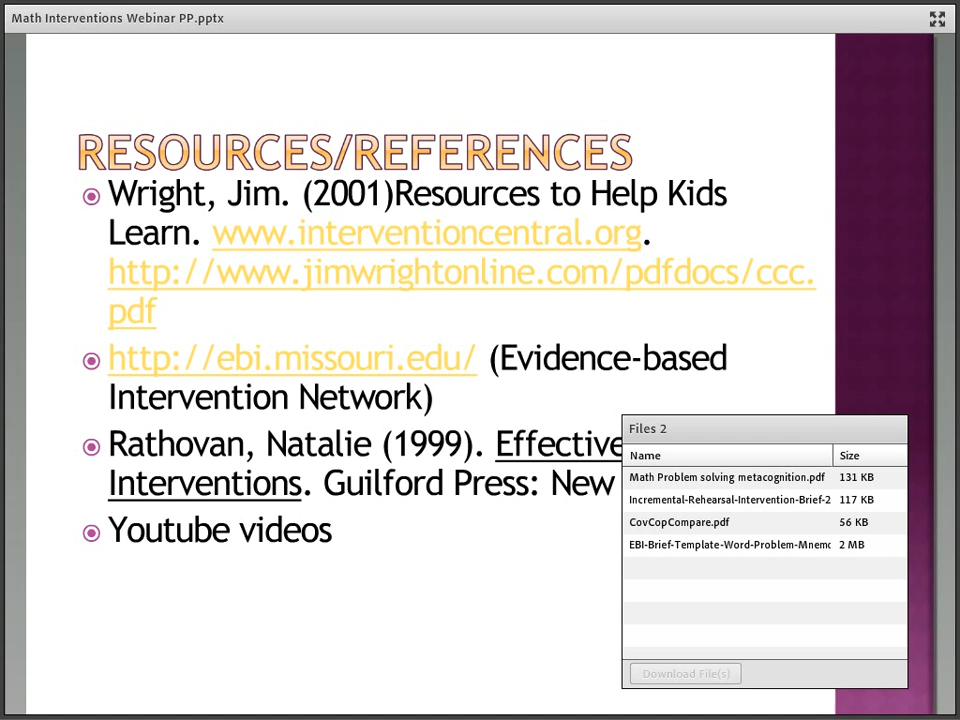 Math Interventions Webinar PP.pptx
RESOURCES/REFERENCES
Wright, Jim. (2001)Resources to Help Kids
Learn. www.interventioncentral.org.
http://www.jimwrightonline.com/pdfdocs/ccc.
pdf
http://ebi.missouri.edu/ (Evidence-based
Intervention Network)
Rathovan, Natalie (1999). Effective
Interventions. Guilford Press: New
Youtube videos
Files 2
Name Size
Math Problem solving metacognition.pdf 131 KB
Incremental-Rehearsal-Intervention-Brief-2 117 KB
CovCopCompare.pdf 56 KB
EBI-Brief-Template-Word-Problem-Mnemo 2 MB
Download File(s)